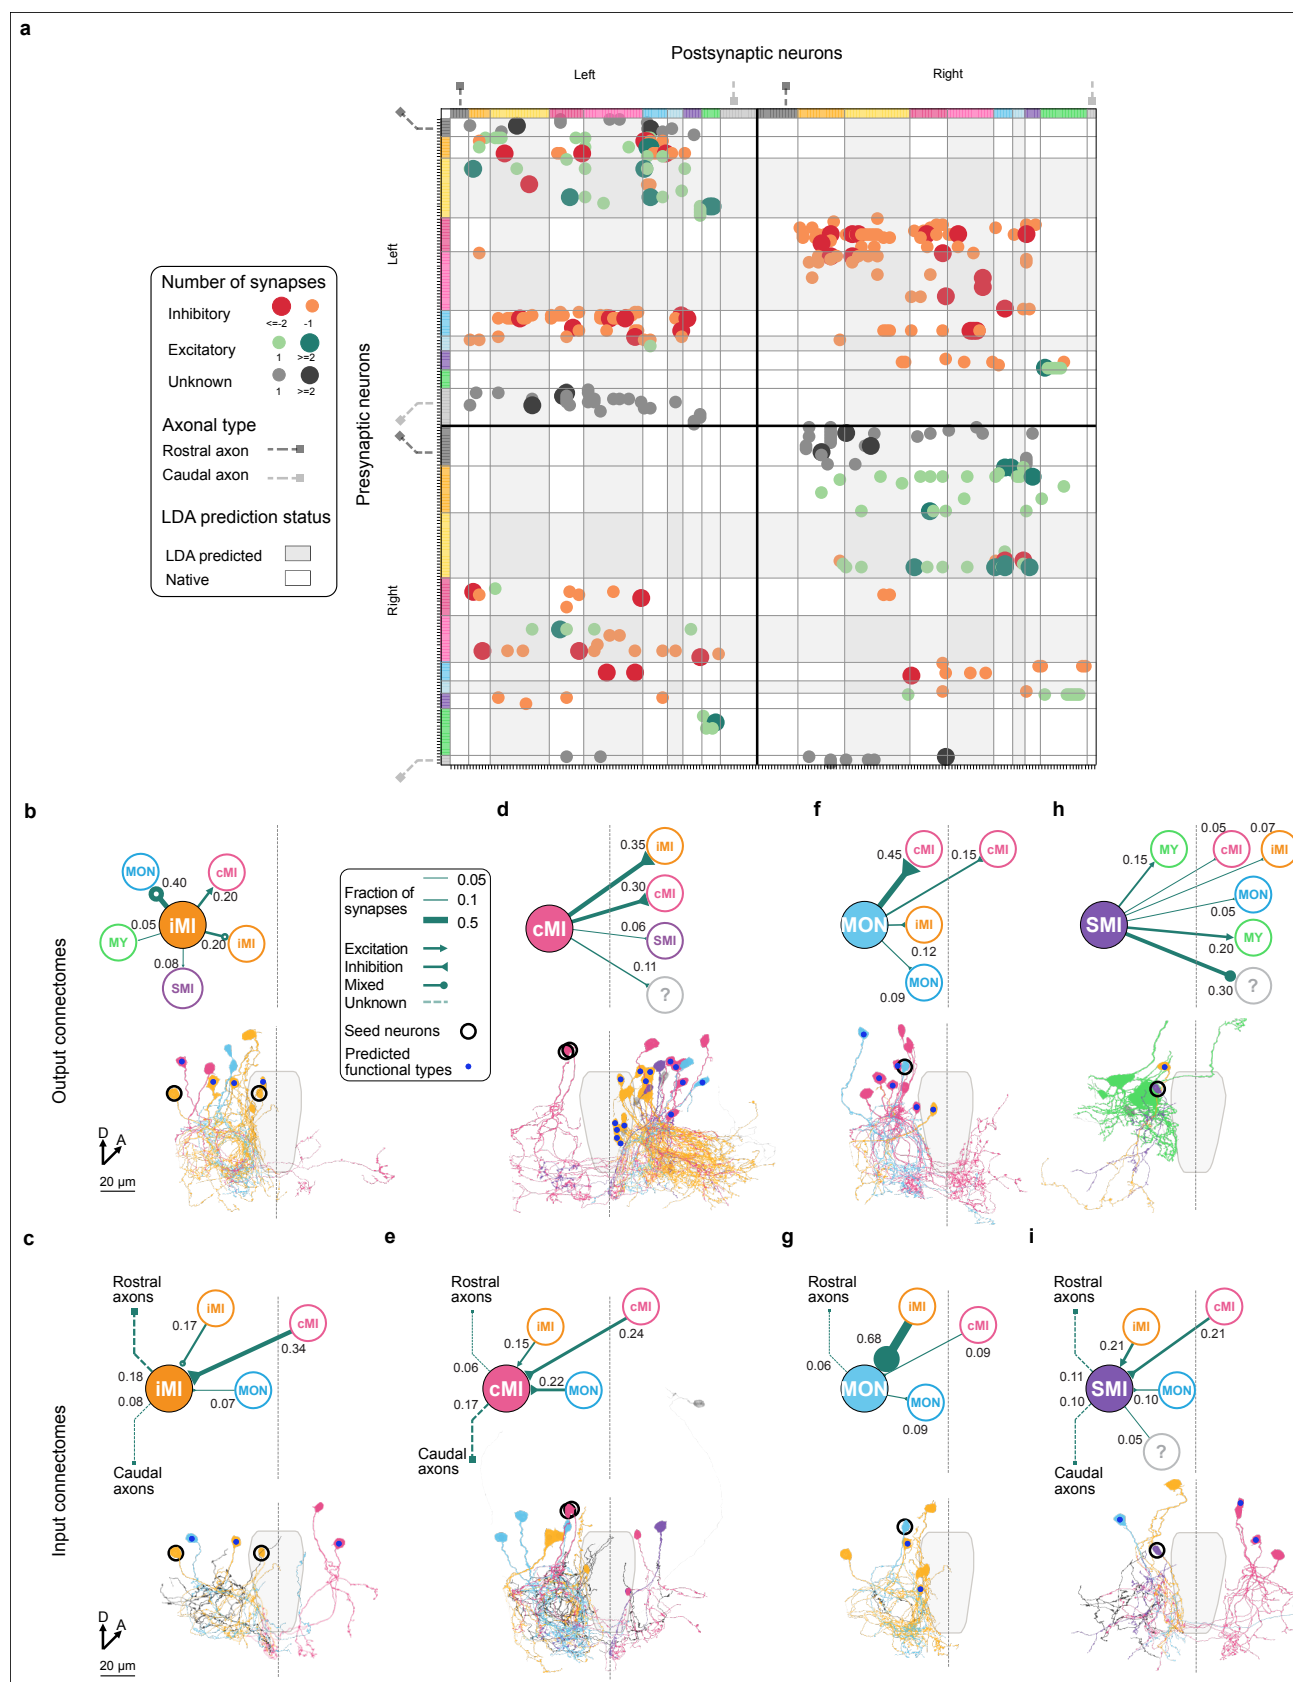 a
Postsynaptic neurons
Left
Right
Presynaptic neurons
Left
Right
Number of synapses
Inhibitory
<=-2
-1
Excitatory
1
>=2
Unknown
1
>=2
Axonal type
Rostral axon
Caudal axon
LDA prediction status
LDA predicted
Native
b
d
f
h
Output connectomes
MON
0.40
cMI
0.20
iMI
0.05
MY
0.20
iMI
0.08
SMI
Fraction of
synapses
0.05
0.1
0.5
Excitation
Inhibition
Mixed
Unknown
Seed neurons
Predicted
functional types
0.35
iMI
0.30
cMI
cMI
0.06
SMI
0.11
?
0.45
cMI
0.15
cMI
MON
iMI
0.12
MON
0.09
0.15
MY
0.05
cMI
0.07
iMI
SMI
MON
0.05
MY
0.20
0.30
?
D
A
20 µm
c
e
g
i
Input connectomes
Rostral
axons
iMI
0.17
cMI
0.34
0.18
iMI
0.08
0.07
MON
Caudal
axons
Rostral
axons
cMI
iMI
0.24
0.15
0.06
cMI
0.22
MON
0.17
Caudal
axons
Rostral
axons
iMI
0.68
cMI
0.09
0.06
MON
MON
0.09
Rostral
axons
cMI
iMI
0.21
0.21
0.11
SMI
0.10
0.10
MON
0.05
?
Caudal
axons
D
A
20 µm